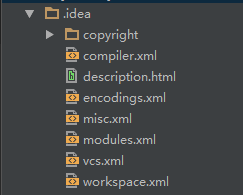 .idea
copyright
compiler.xml
description.html
encodings.xml
misc.xml
modules.xml
vcs.xml
workspace.xml